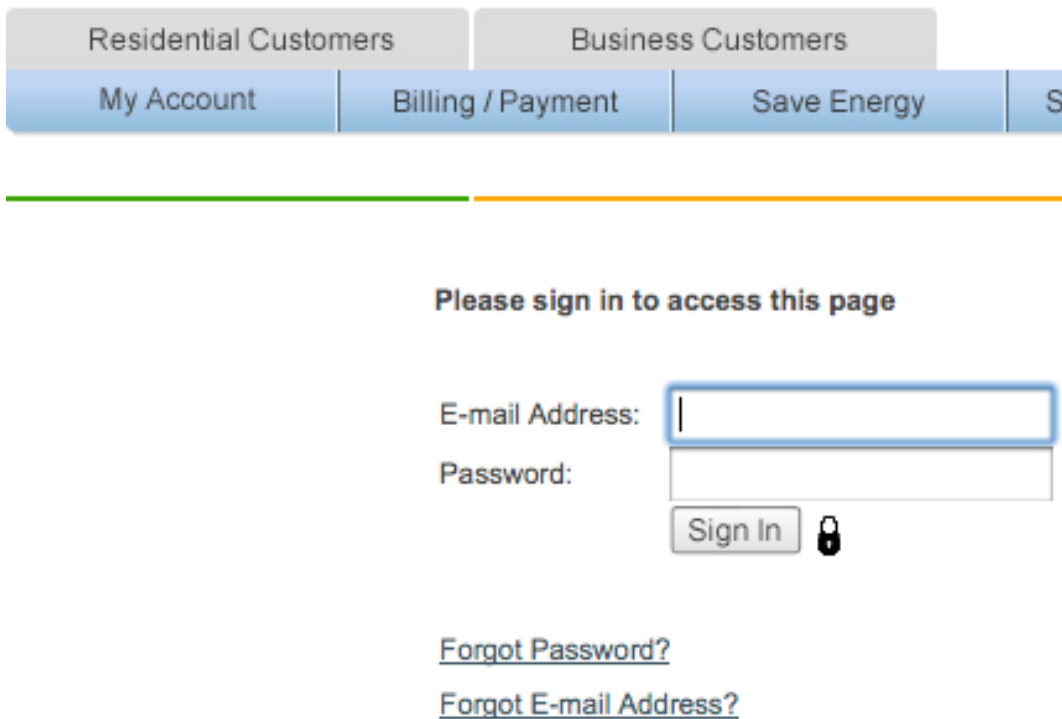 Residential Customers Business Customers
My Account Billing / Payment Save Energy S
Please sign in to access this page
E-mail Address:
Password:
Sign In
Forgot Password?
Forgot E-mail Address?